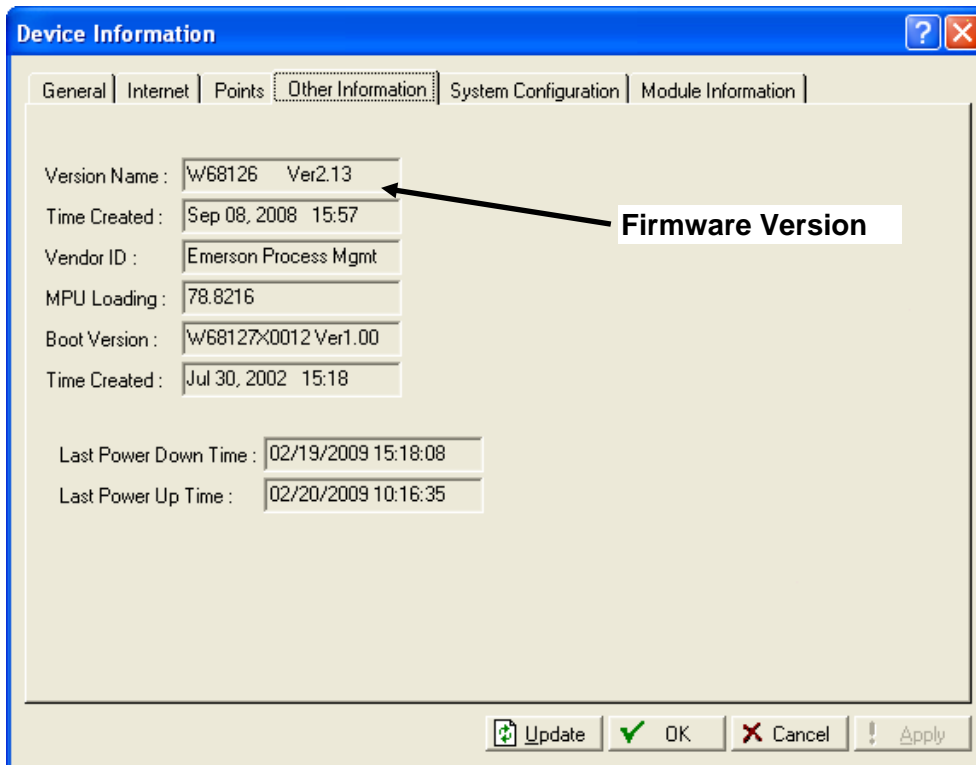 Device Information
General Internet Points Other Information System Configuration Module Information
Version Name : W68126 Ver2.13
Time Created : Sep 08, 2008 15:57
Firmware Version
Vendor ID : Emerson Process Mgmt
MPU Loading : 78.8216
Boot Version : W68127X0012 Ver1.00
Time Created : Jul 30, 2002 15:18
Last Power Down Time : 02/19/2009 15:18:08
Last Power Up Time : 02/20/2009 10:16:35
Update OK Cancel Apply